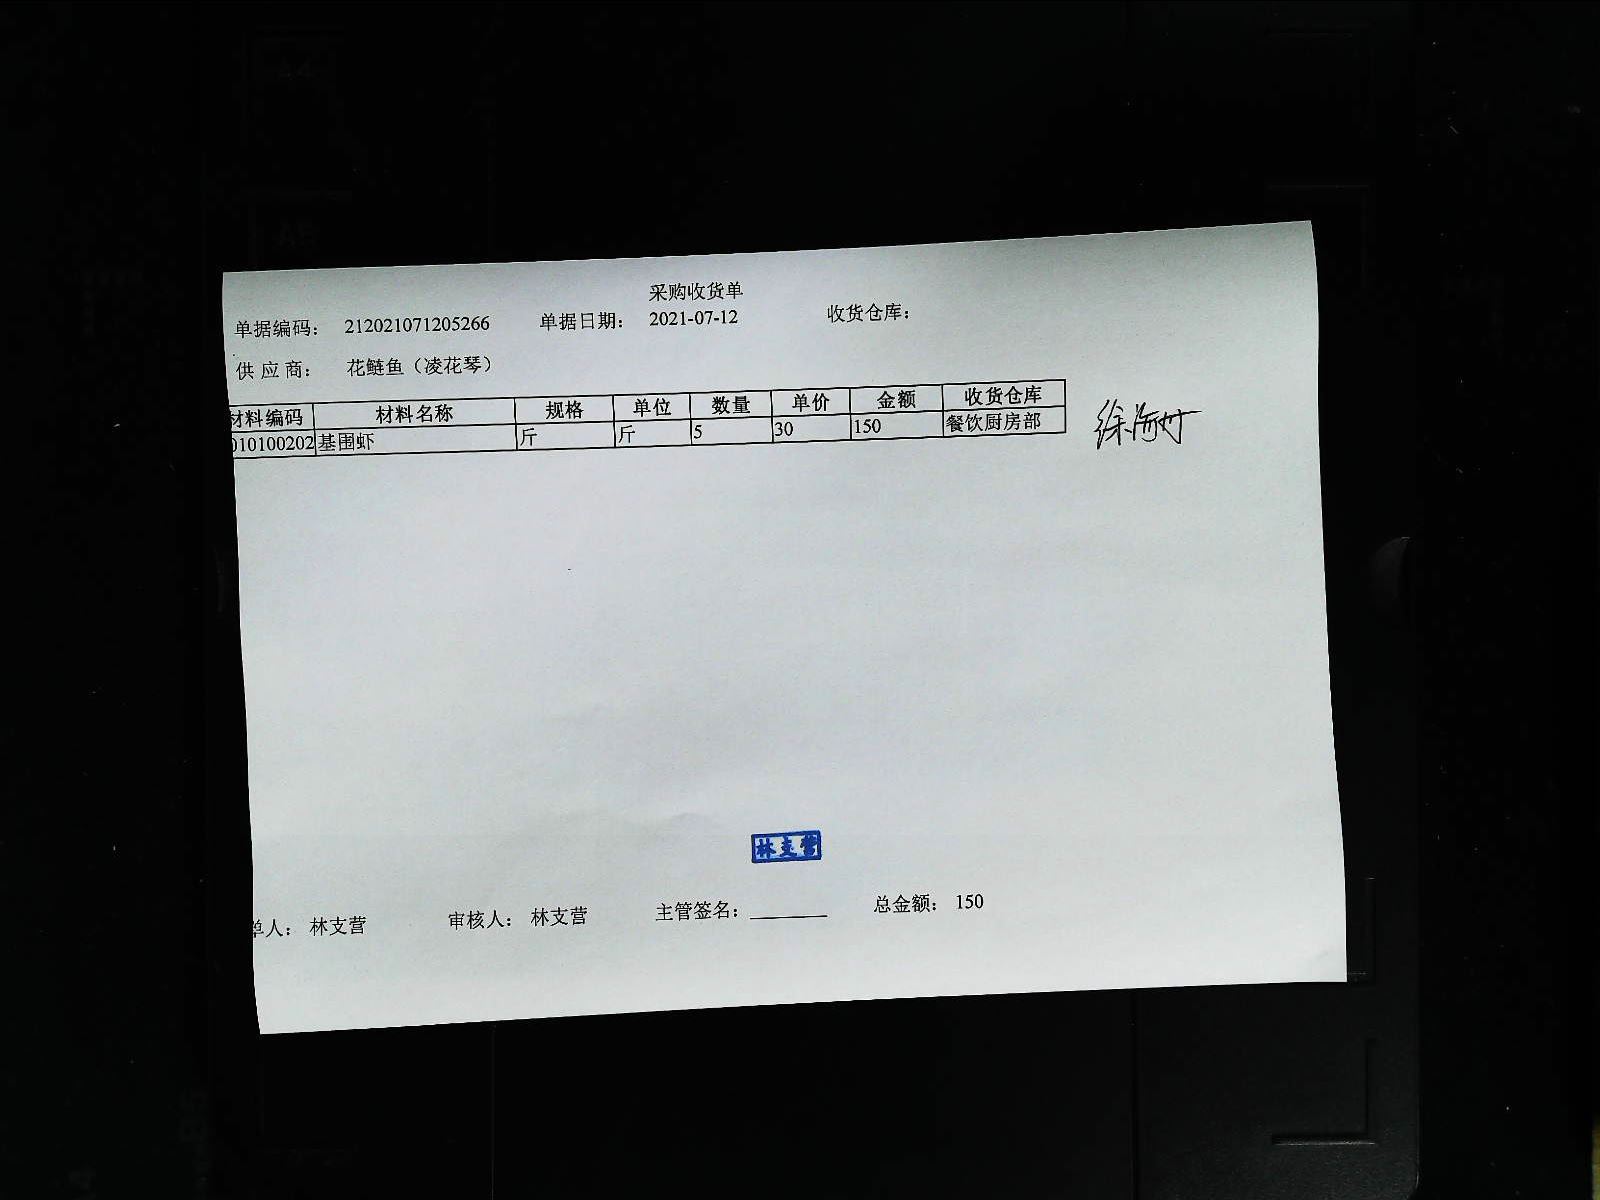 采购收货单
单据编码： 212021071205266 单据日期： 2021-07-12 收货仓库：
供 应 商： 花鲢鱼（凌花琴）
材料编码 材料名称 规格 单位 数量 单价 金额 收货仓库
010100202 基围虾 斤 斤 5 30 150 餐饮厨房部
林支营
单人： 林支营 审核人： 林支营 主管签名： 总金额： 150